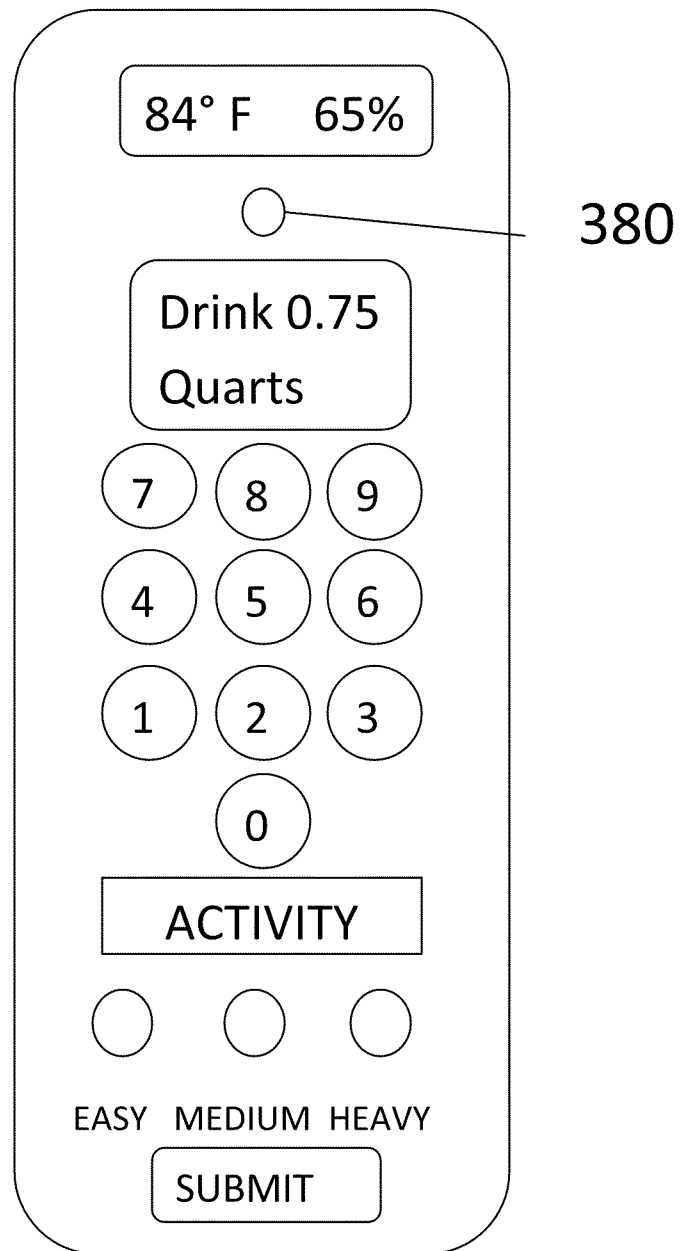 84° F 65%
380
Drink 0.75
Quarts
7 8 9
4 5 6
1 2 3
0
ACTIVITY
EASY MEDIUM HEAVY
SUBMIT